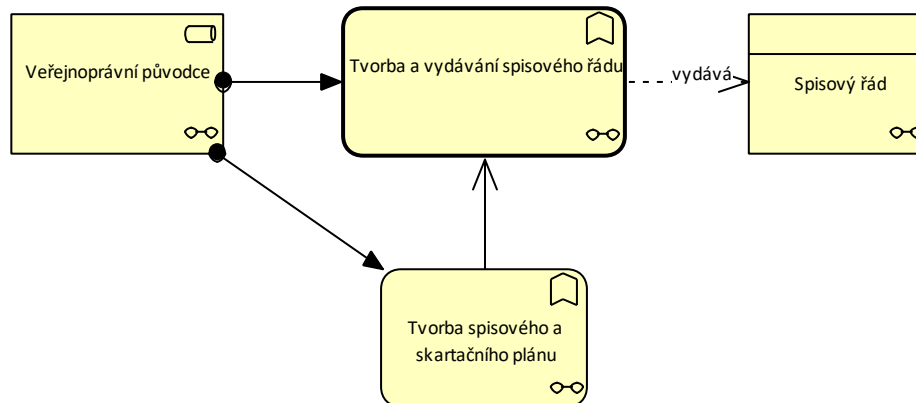 Veřejnoprávní původce
Tvorba a vydávání spisového řádu
vydává
Spisový řád
Tvorba spisového a
skartačního plánu